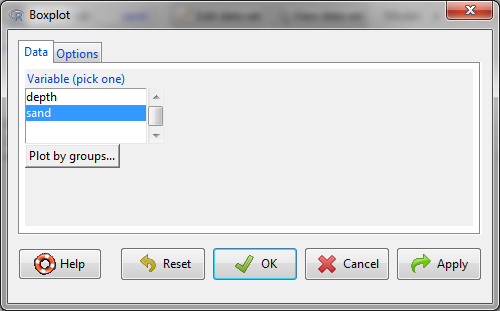 Boxplot
Data Options
Variable (pick one)
depth
sand
Plot by groups...
Help Reset OK Cancel Apply